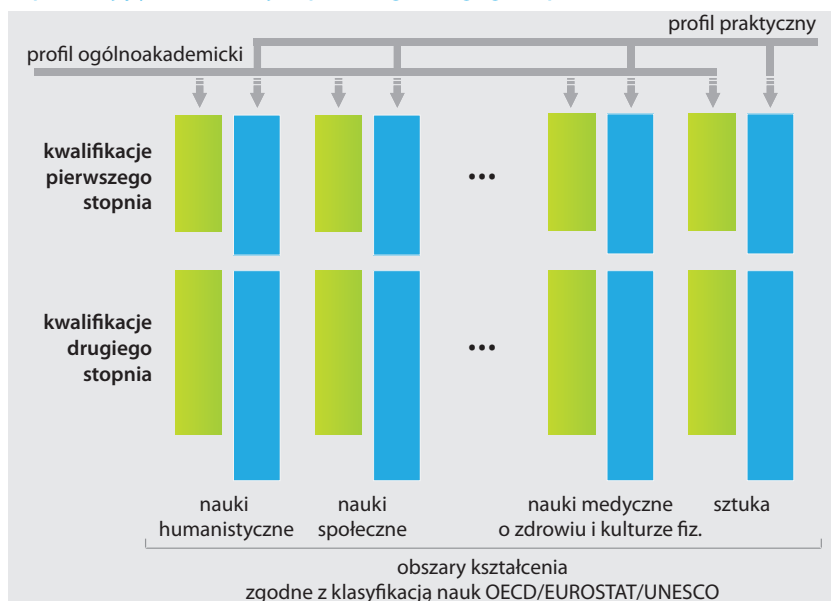 profil praktyczny
profil ogólnoakademicki
kwalifikacje
pierwszego
stopnia
...
kwalifikacje
drugiego
stopnia
...
nauki
humanistyczne
nauki
społeczne
nauki medyczne
o zdrowiu i kulturze fiz.
sztuka
obszary kształcenia
zgodne z klasyfikacją nauk OECD/EUROSTAT/UNESCO